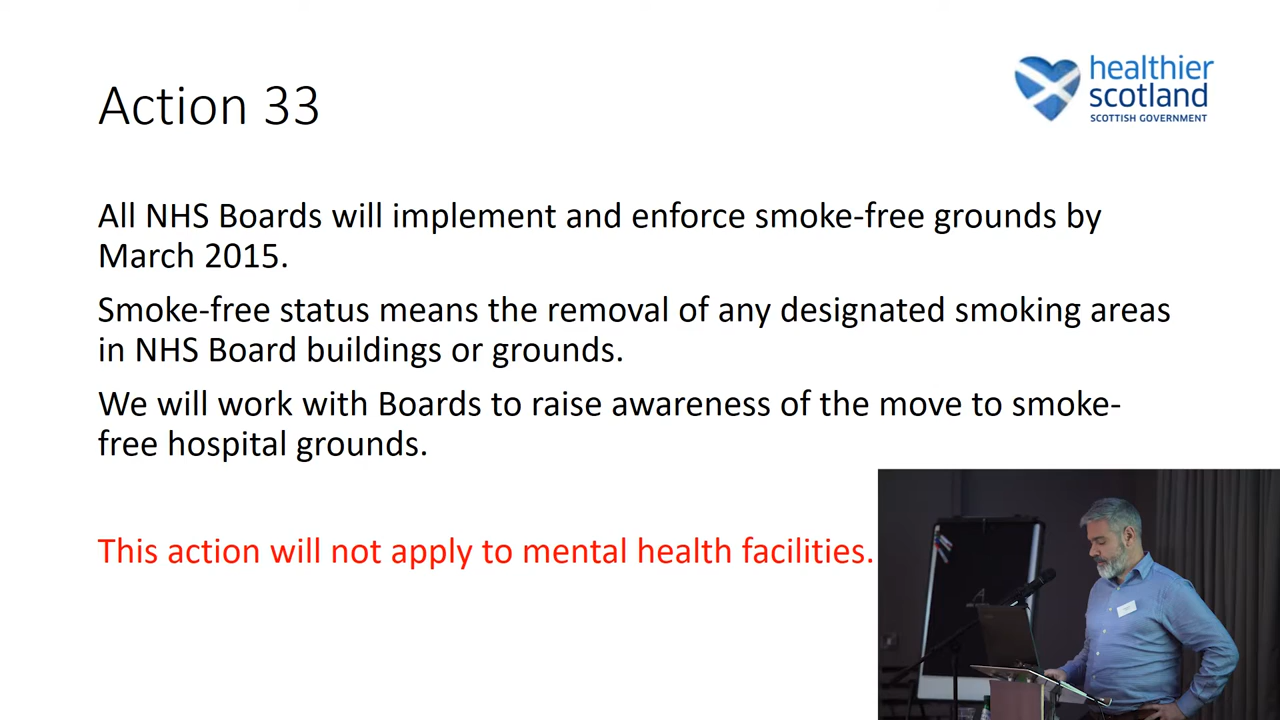 Action 33
healthier
scotland
SCOTTISH GOVERNMENT
All NHS Boards will implement and enforce smoke-free grounds by
March 2015.
Smoke-free status means the removal of any designated smoking areas
in NHS Board buildings or grounds.
We will work with Boards to raise awareness of the move to smoke-
free hospital grounds.
This action will not apply to mental health facilities.